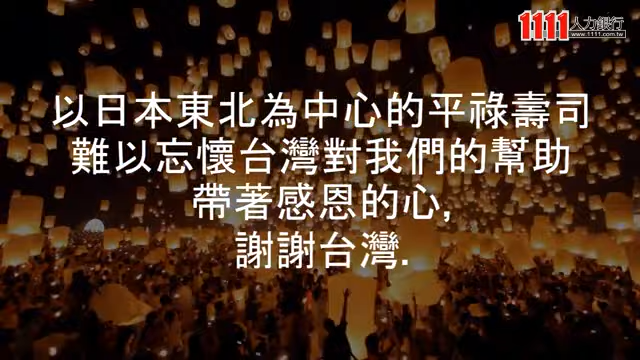 1111人力銀行
www.1111.com.tw
以日本東北為中心的平祿壽司
難以忘懷台灣對我們的幫助
帶著感恩的心,
謝謝台灣.